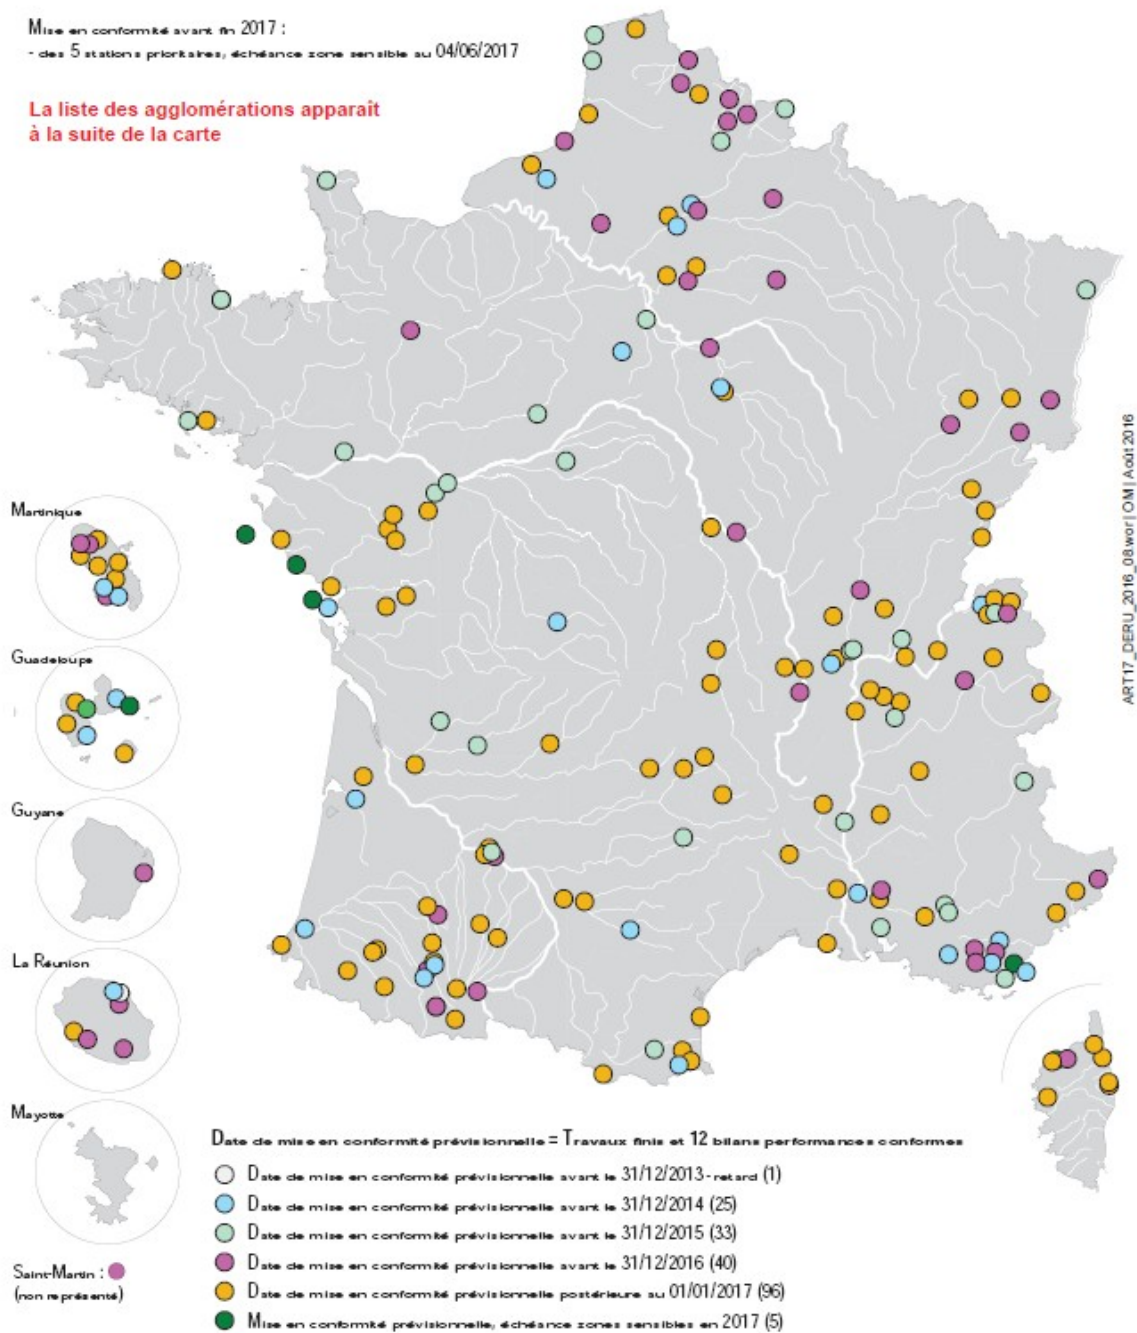 Mise en conformité avant fin 2017 :
- des 5 stations prioritaires, échéance zone sensible au 04/06/2017
La liste des agglomérations apparaît
à la suite de la carte
Martinique
Guadeloupe
Guyane
La Réunion
Mayotte
Saint-Martin :
(non représenté)
ART17_DERU_2016_08.wor | OM | Août 2016
Date de mise en conformité prévisionnelle = Travaux finis et 12 bilans performances conformes
Date de mise en conformité prévisionnelle avant le 31/12/2013 - retard (1)
Date de mise en conformité prévisionnelle avant le 31/12/2014 (25)
Date de mise en conformité prévisionnelle avant le 31/12/2015 (33)
Date de mise en conformité prévisionnelle avant le 31/12/2016 (40)
Date de mise en conformité prévisionnelle postérieure au 01/01/2017 (96)
Mise en conformité prévisionnelle, échéance zones sensibles en 2017 (5)